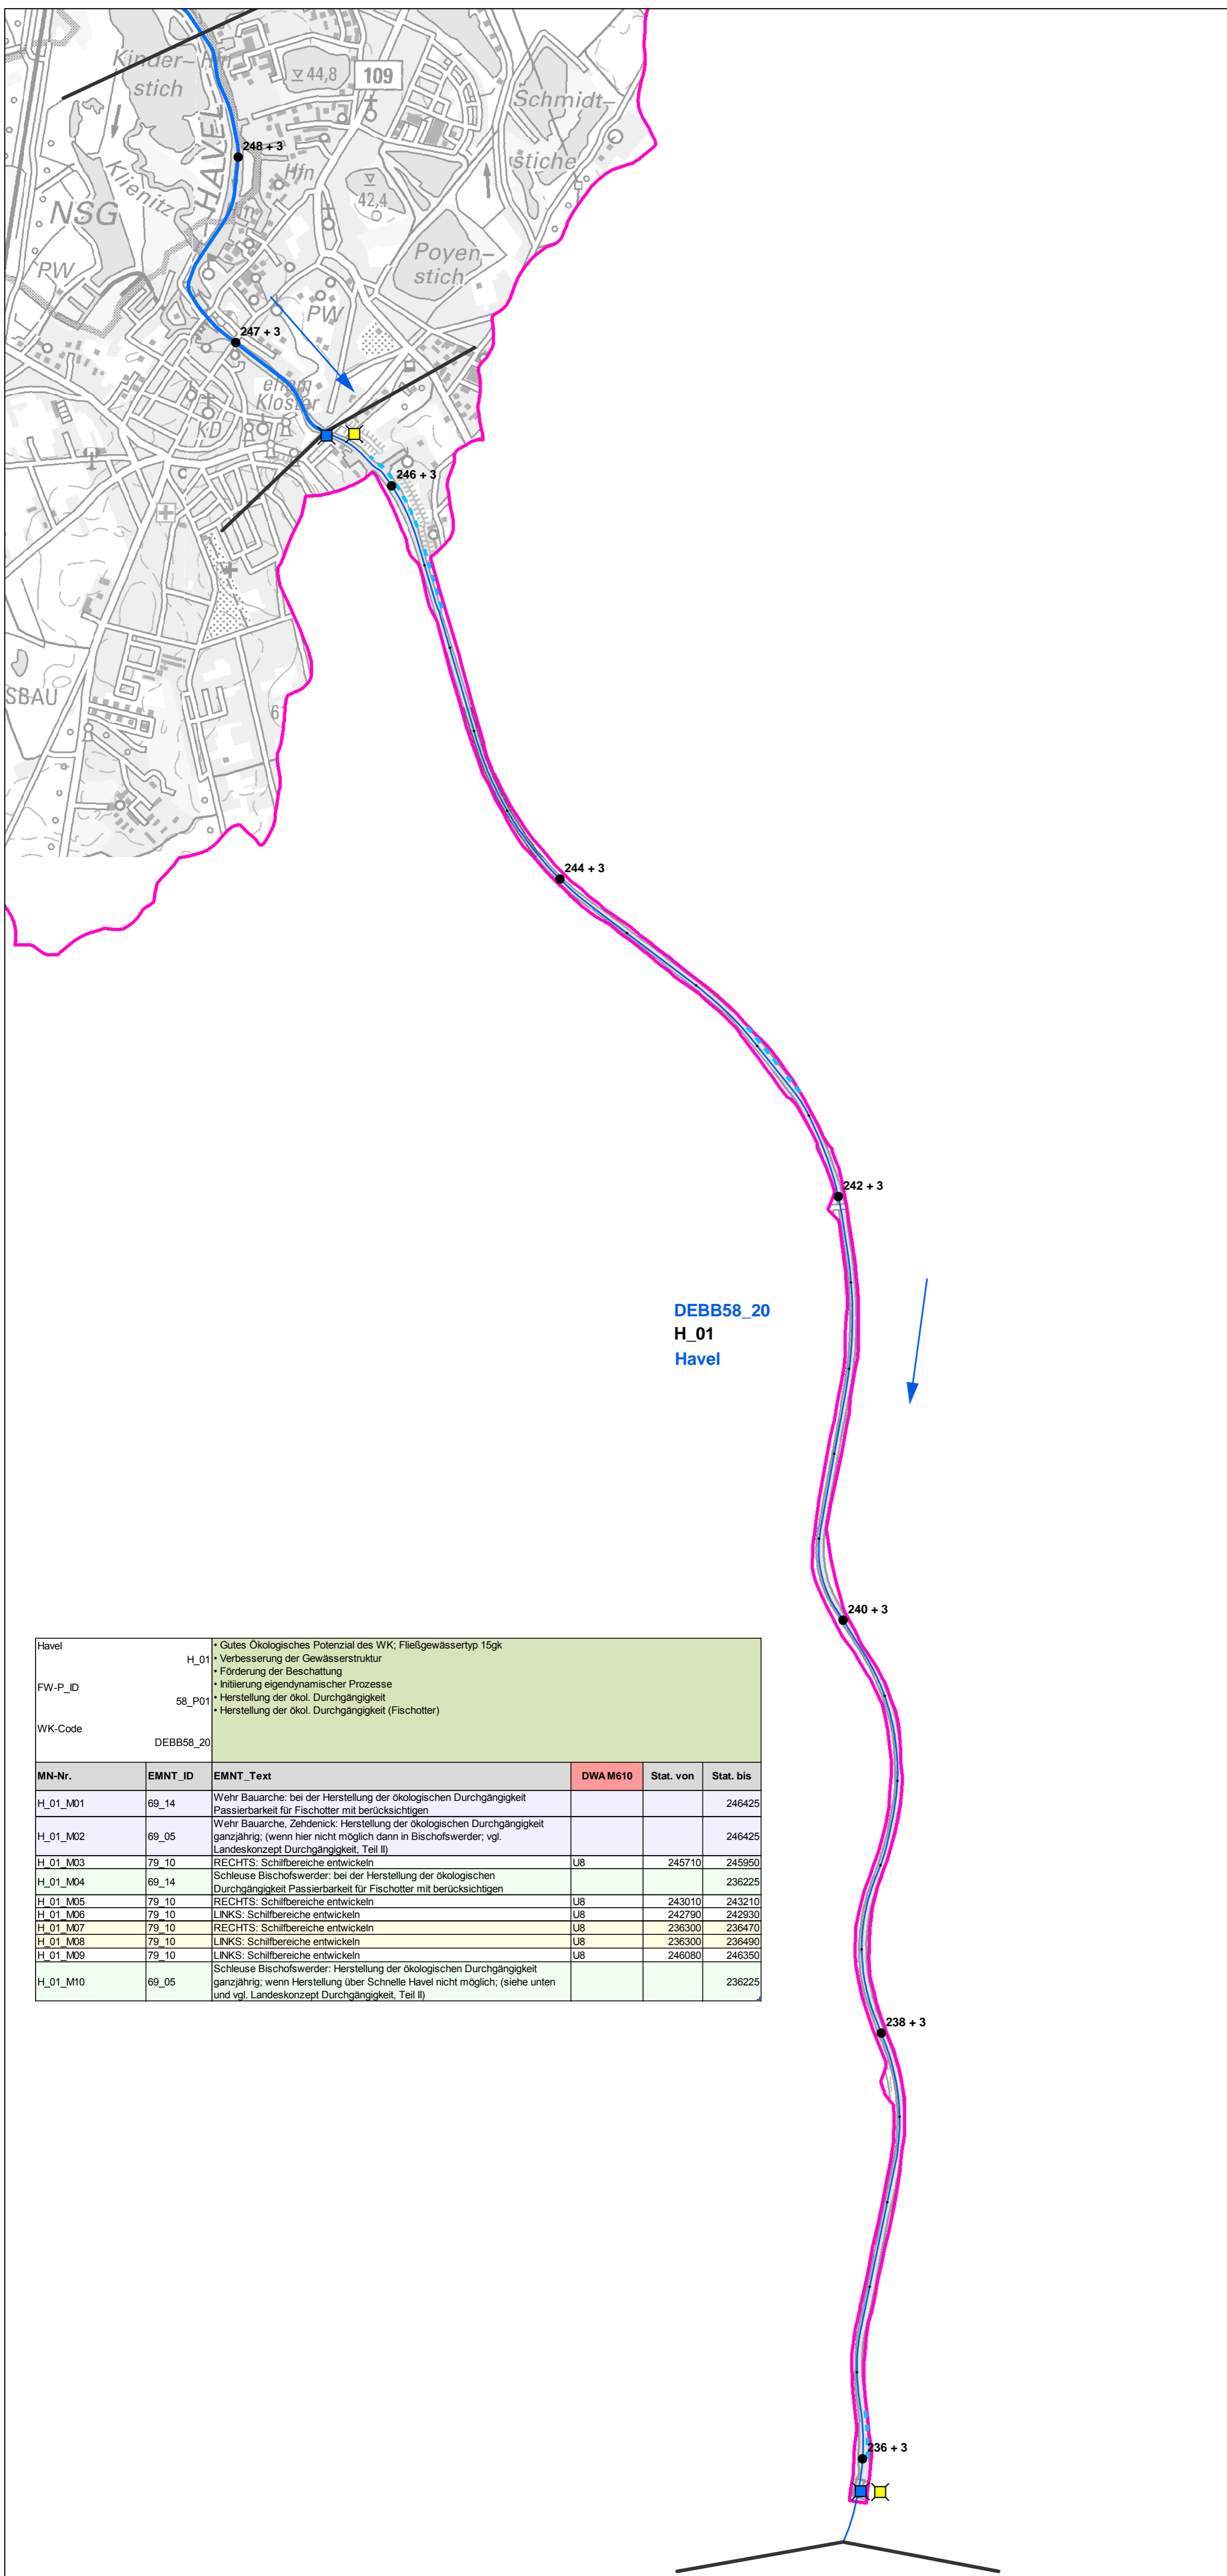 Kinder-
stich
Hfn
44,8
109
Schmidt-
stiche
HAVEL
248 + 3
Klienitz
Hfn
42,4
NSG
Poyen-
stich
PW
PW
247 + 3
ehem
Kloster
KD
246 + 3
SBAU
61
244 + 3
242 + 3
DEBB58_20
H_01
Havel
240 + 3
238 + 3
236 + 3
Havel
H_01
FW-P_ID
58_P01
WK-Code
DEBB58_20
• Gutes Ökologisches Potenzial des WK; Fließgewässertyp 15gk
• Verbesserung der Gewässerstruktur
• Förderung der Beschattung
• Initiierung eigendynamischer Prozesse
• Herstellung der ökol. Durchgängigkeit
• Herstellung der ökol. Durchgängigkeit (Fischotter)
MN-Nr. EMNT_ID EMNT_Text DWA M610 Stat. von Stat. bis
H_01_M01 69_14 Wehr Bauarche: bei der Herstellung der ökologischen Durchgängigkeit
Passierbarkeit für Fischotter mit berücksichtigen 246425
H_01_M02 69_05 Wehr Bauarche, Zehdenick: Herstellung der ökologischen Durchgängigkeit
ganzjährig; (wenn hier nicht möglich dann in Bischofswerder; vgl. 246425
Landeskonzept Durchgängigkeit, Teil II)
H_01_M03 79_10 RECHTS: Schilfbereiche entwickeln U8 245710 245950
H_01_M04 69_14 Schleuse Bischofswerder: bei der Herstellung der ökologischen
Durchgängigkeit Passierbarkeit für Fischotter mit berücksichtigen 236225
H_01_M05 79_10 RECHTS: Schilfbereiche entwickeln U8 243010 243210
H_01_M06 79_10 LINKS: Schilfbereiche entwickeln U8 242790 242930
H_01_M07 79_10 RECHTS: Schilfbereiche entwickeln U8 236300 236470
H_01_M08 79_10 LINKS: Schilfbereiche entwickeln U8 236300 236490
H_01_M09 79_10 LINKS: Schilfbereiche entwickeln U8 246080 246350
H_01_M10 69_05 Schleuse Bischofswerder: Herstellung der ökologischen Durchgängigkeit
ganzjährig; wenn Herstellung über Schnelle Havel nicht möglich; (siehe unten 236225
und vgl. Landeskonzept Durchgängigkeit, Teil II)